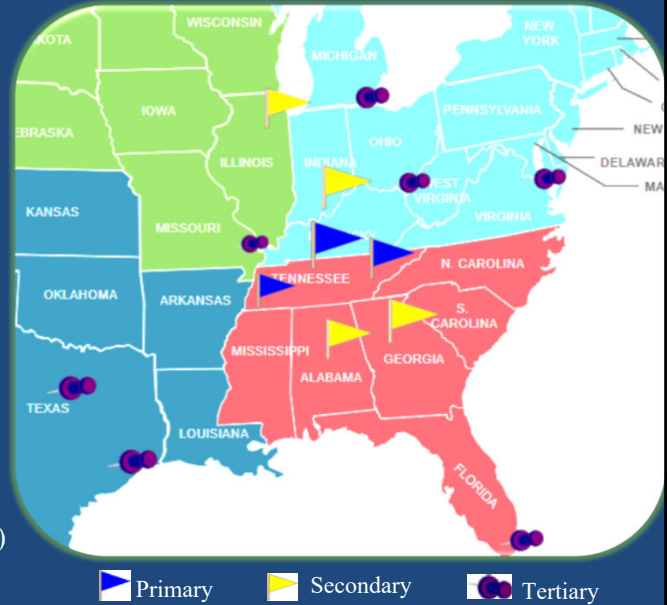 WISCONSIN
NEW
YORK
KOTA
MICHIGAN
IOWA
PENNSYLVANIA
EBRASKA
OHIO
NEW
ILLINOIS
INDIANA
DELAWAR
WEST
VIRGINIA
MA
KANSAS
VIRGINIA
MISSOURI
TENNESSEE
N. CAROLINA
OKLAHOMA
ARKANSAS
S.
CAROLINA
MISSISSIPPI
GEORGIA
ALABAMA
TEXAS
LOUISIANA
FLORIDA
)
Primary
Secondary
Tertiary